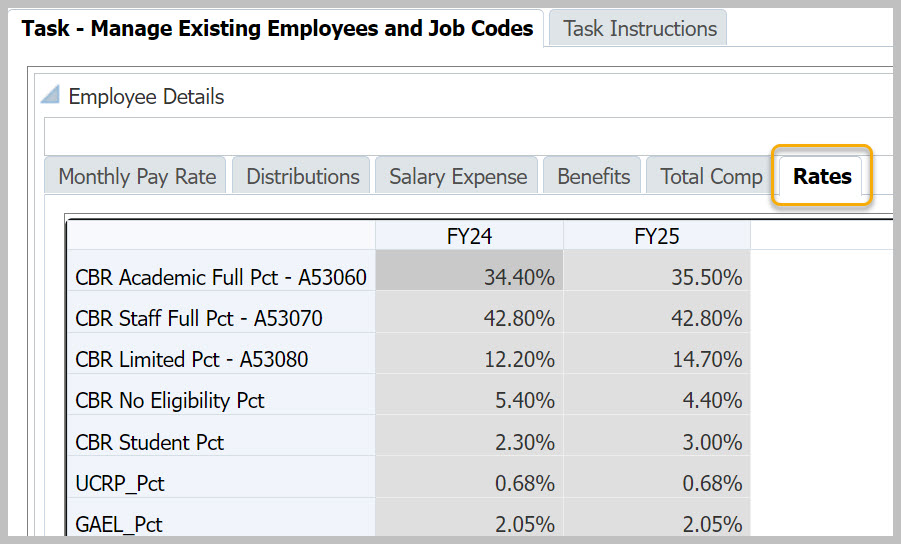 Task - Manage Existing Employees and Job Codes Task Instructions
Employee Details
Monthly Pay Rate Distributions Salary Expense Benefits Total Comp Rates
FY24 FY25
CBR Academic Full Pct - A53060 34.40% 35.50%
CBR Staff Full Pct - A53070 42.80% 42.80%
CBR Limited Pct - A53080 12.20% 14.70%
CBR No Eligibility Pct 5.40% 4.40%
CBR Student Pct 2.30% 3.00%
UCRP_Pct 0.68% 0.68%
GAEL_Pct 2.05% 2.05%